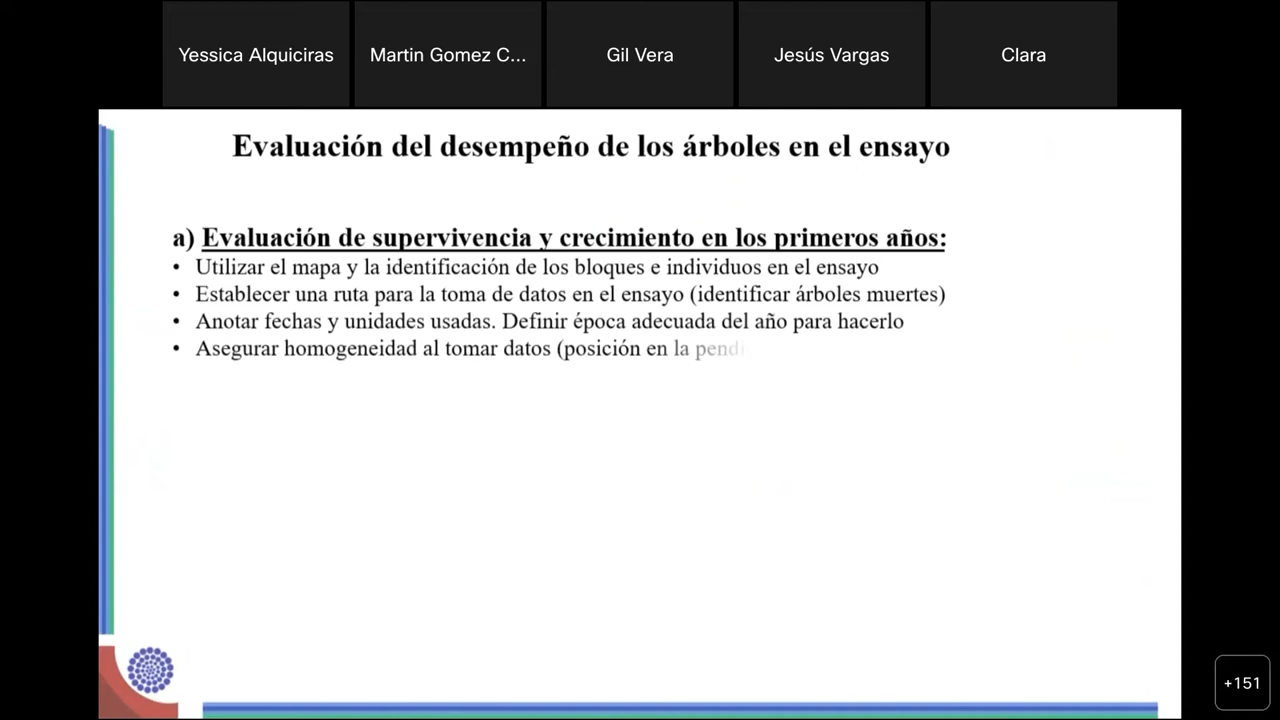 Yessica Alquiciras
Martin Gomez C...
Gil Vera
Jesús Vargas
Clara
Evaluación del desempeño de los árboles en el ensayo
a) Evaluación de supervivencia y crecimiento en los primeros años:
• Utilizar el mapa y la identificación de los bloques e individuos en el ensayo
• Establecer una ruta para la toma de datos en el ensayo (identificar árboles muertes)
• Anotar fechas y unidades usadas. Definir época adecuada del año para hacerlo
• Asegurar homogeneidad al tomar datos (posición en la
+151